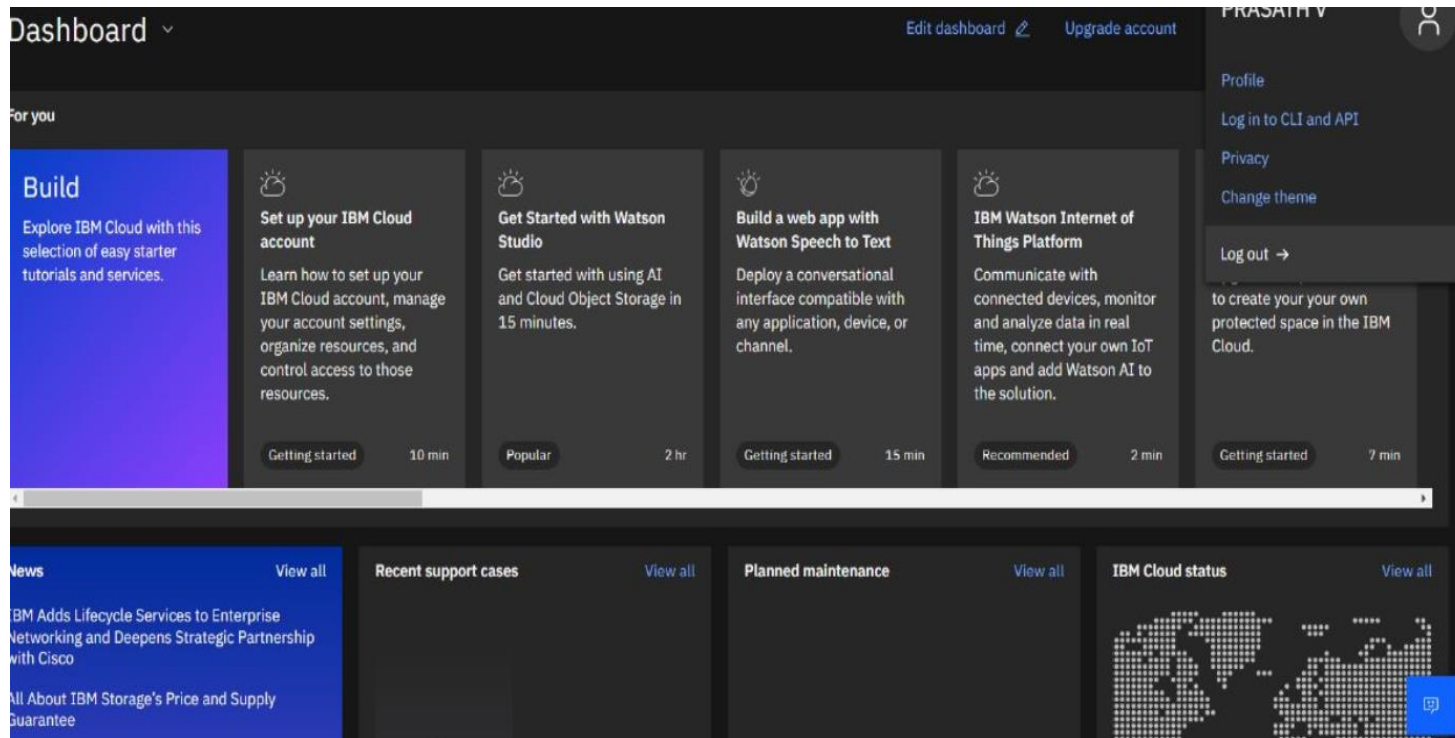 Dashboard
Edit dashboard
Upgrade account
PRASATH V
Profile
Log in to CLI and API
Privacy
Change theme
Log out →
For you
Build
Explore IBM Cloud with this
selection of easy starter
tutorials and services.
Set up your IBM Cloud
account
Learn how to set up your
IBM Cloud account, manage
your account settings,
organize resources, and
control access to those
resources.
Getting started
10 min
Get Started with Watson
Studio
Get started with using AI
and Cloud Object Storage in
15 minutes.
Popular
2 hr
Build a web app with
Watson Speech to Text
Deploy a conversational
interface compatible with
any application, device, or
channel.
Getting started
15 min
IBM Watson Internet of
Things Platform
Communicate with
connected devices, monitor
and analyze data in real
time, connect your own IoT
apps and add Watson AI to
the solution.
Recommended
2 min
to create your your own
protected space in the IBM
Cloud.
Getting started
7 min
News
View all
IBM Adds Lifecycle Services to Enterprise
Networking and Deepens Strategic Partnership
with Cisco
All About IBM Storage's Price and Supply
Guarantee
Recent support cases
View all
Planned maintenance
View all
IBM Cloud status
View all